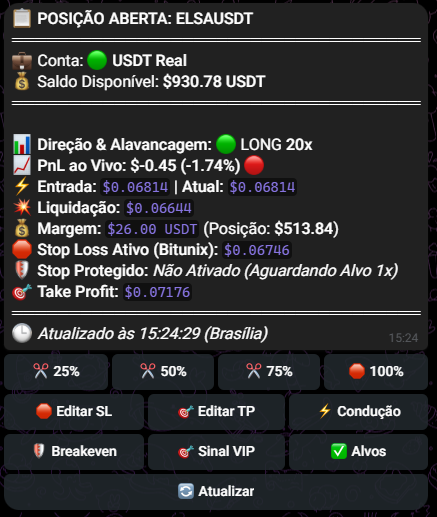 📋 POSIÇÃO ABERTA: ELSAUSDT
💼 Conta: 🟢 USDT Real
💰 Saldo Disponível: $930.78 USDT
📊 Direção & Alavancagem: 🟢 LONG 20x
📈 PnL ao Vivo: $-0.45 (-1.74%) 🔴
⚡ Entrada: $0.06814 | Atual: $0.06814
💥 Liquidação: $0.06644
💰 Margem: $26.00 USDT (Posição: $513.84)
🛑 Stop Loss Ativo (Bitunix): $0.06746
🛡️ Stop Protegido: Não Ativado (Aguardando Alvo 1x)
🎯 Take Profit: $0.07176
🕒 Atualizado às 15:24:29 (Brasília)
15:24
✂️ 25% ✂️ 50% ✂️ 75% 🛑 100%
🛑 Editar SL 🎯 Editar TP ⚡ Condução
🛡️ Breakeven 🎯 Sinal VIP ✅ Alvos
🔄 Atualizar